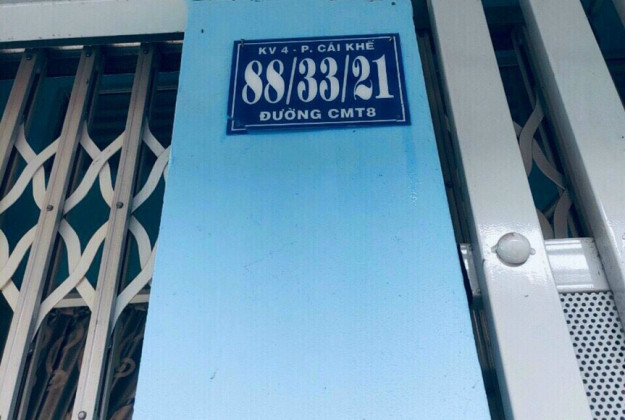 KV 4 - P. CÁI KHẾ
88/33/21
ĐƯỜNG CMT8